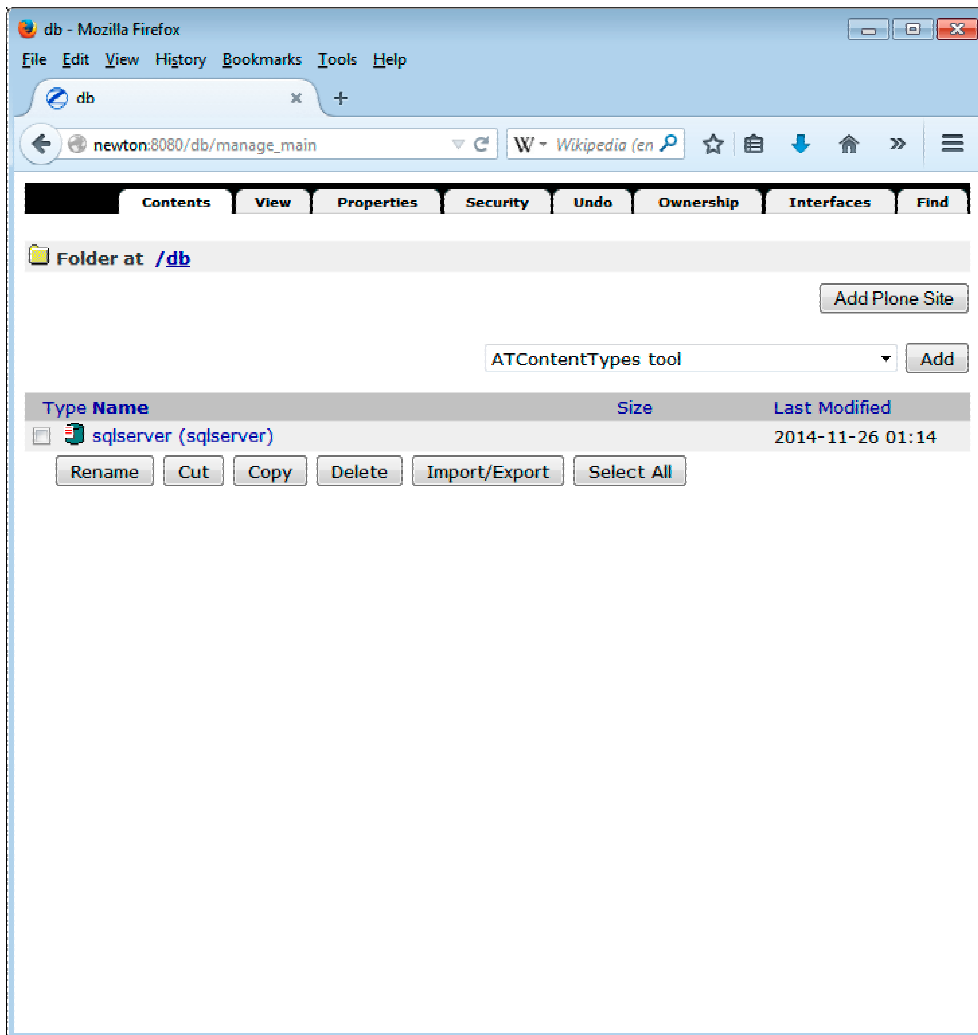 db - Mozilla Firefox
File Edit View History Bookmarks Tools Help
db
newton:8080/db/manage_main
W Wikipedia (en
Contents View Properties Security Undo Ownership Interfaces Find
Folder at /db
Add Plone Site
ATContentTypes tool Add
Type Name Size Last Modified
sqlserver (sqlserver) 2014-11-26 01:14
Rename Cut Copy Delete Import/Export Select All